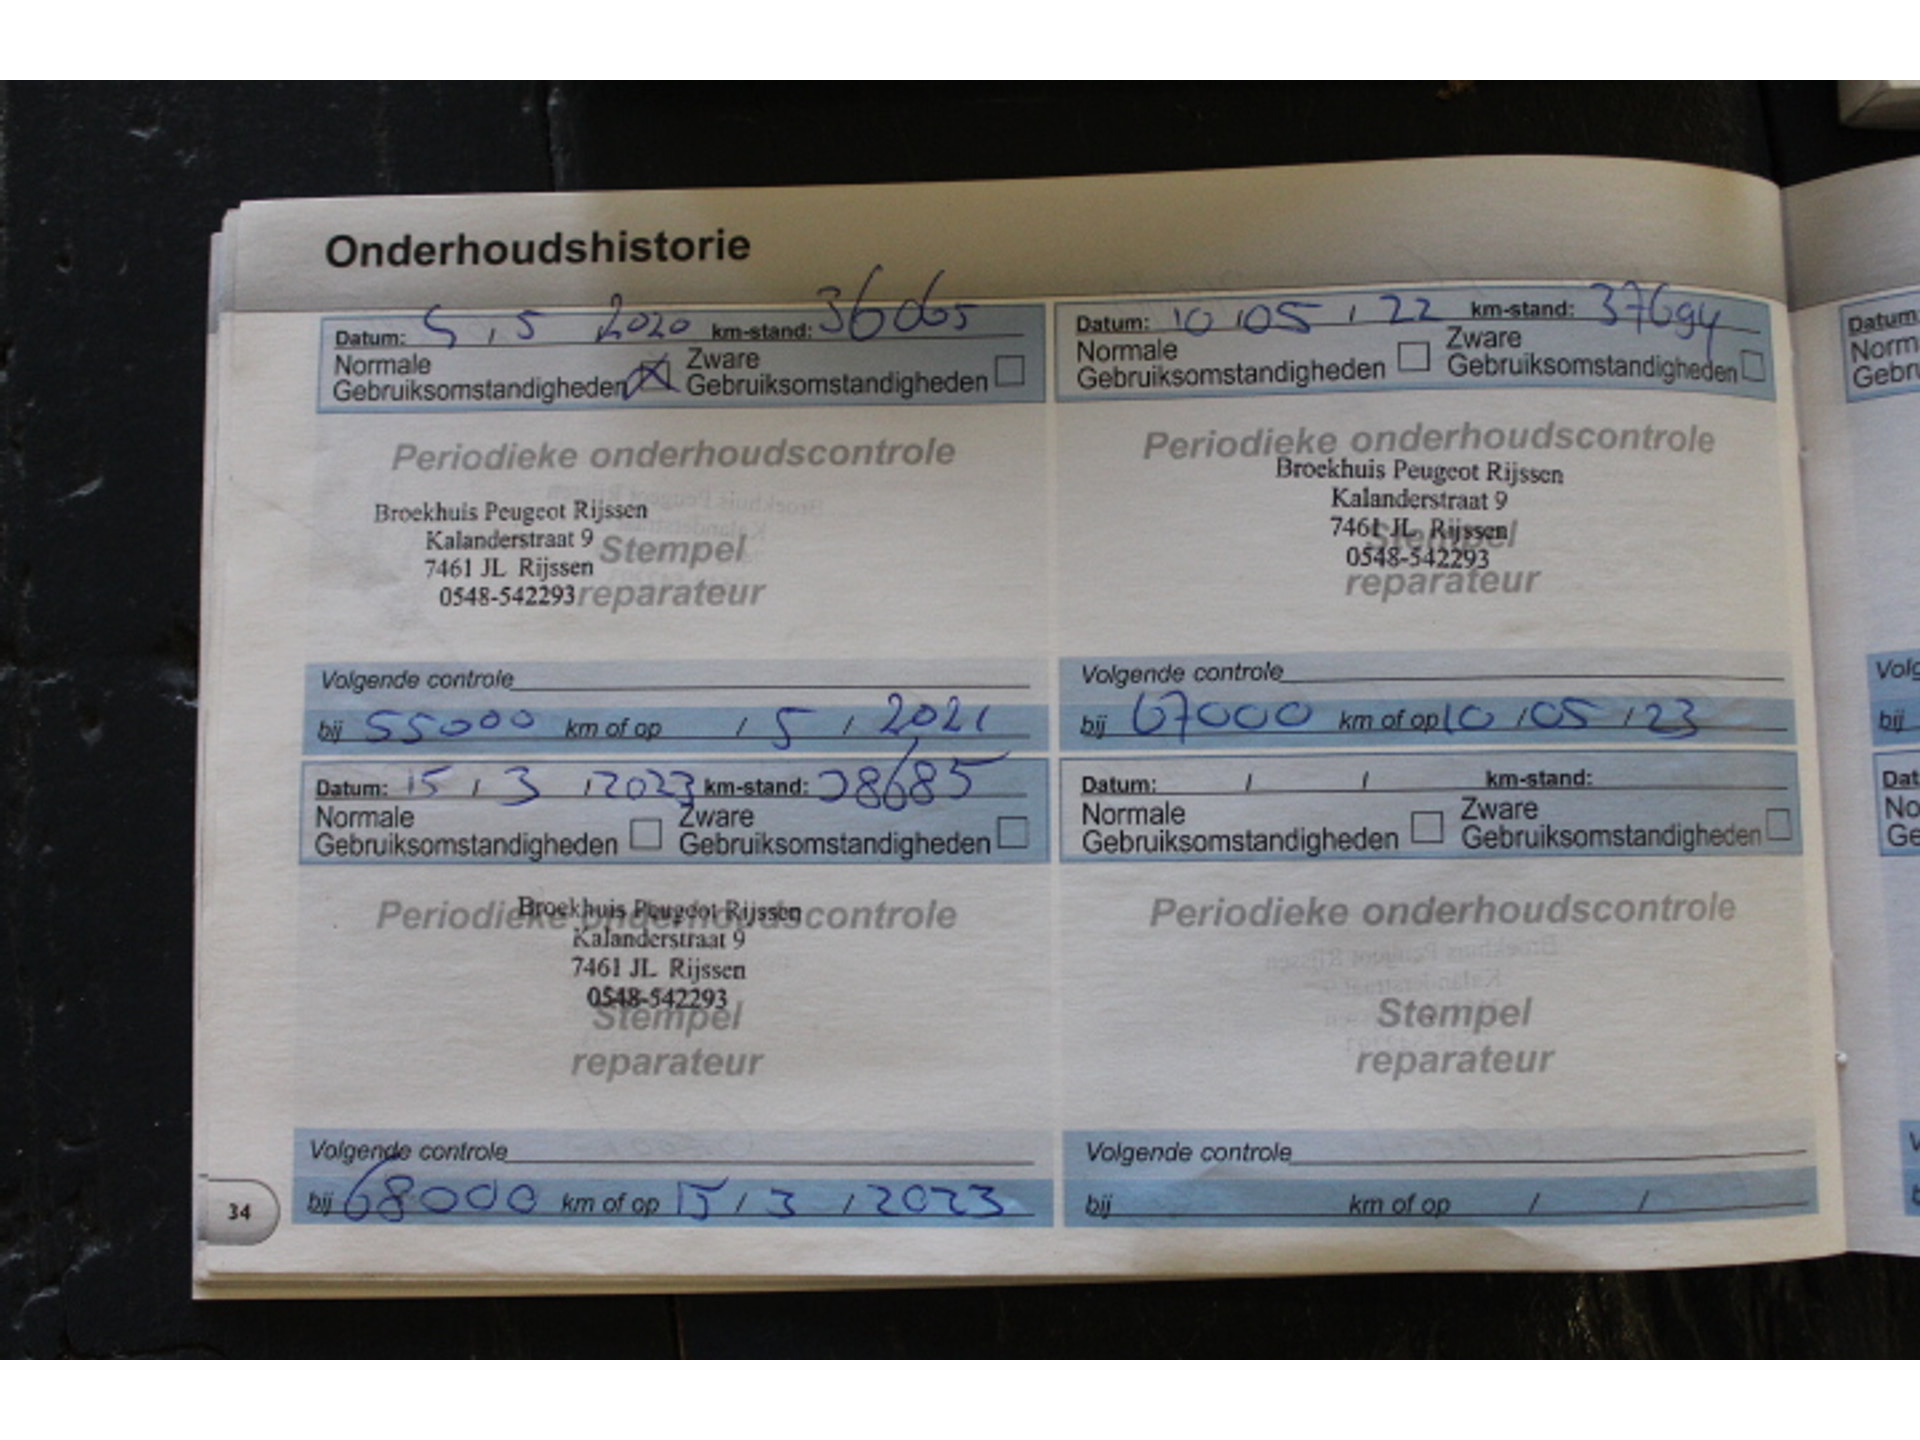 Onderhoudshistorie
Datum: 5 / 5 2020 km-stand: 36065
Normale
Gebruiksomstandigheden
Zware
Gebruiksomstandigheden
Periodieke onderhoudscontrole
Broekhuis Peugeot Rijssen
Kalanderstraat 9
7461 JL Rijssen
0548-542293
Stempel
reparateur
Volgende controle
bij 55000 km of op / 5 / 2021
Datum: 10 / 05 / 22 km-stand: 37694
Normale
Gebruiksomstandigheden
Zware
Gebruiksomstandigheden
Periodieke onderhoudscontrole
Broekhuis Peugeot Rijssen
Kalanderstraat 9
7461 JL Rijssen
0548-542293
Stempel
reparateur
Volgende controle
bij 67000 km of op 10 / 05 / 23
Datum: 15 / 3 / 2023 km-stand: 38685
Normale
Gebruiksomstandigheden
Zware
Gebruiksomstandigheden
Periodieke onderhoudscontrole
Broekhuis Peugeot Rijssen
Kalanderstraat 9
7461 JL Rijssen
0548-542293
Stempel
reparateur
Volgende controle
bij 68000 km of op 15 / 3 / 2023
Datum: / / km-stand:
Normale
Gebruiksomstandigheden
Zware
Gebruiksomstandigheden
Periodieke onderhoudscontrole
Stempel
reparateur
Volgende controle
bij km of op / /
34
Datum
bij